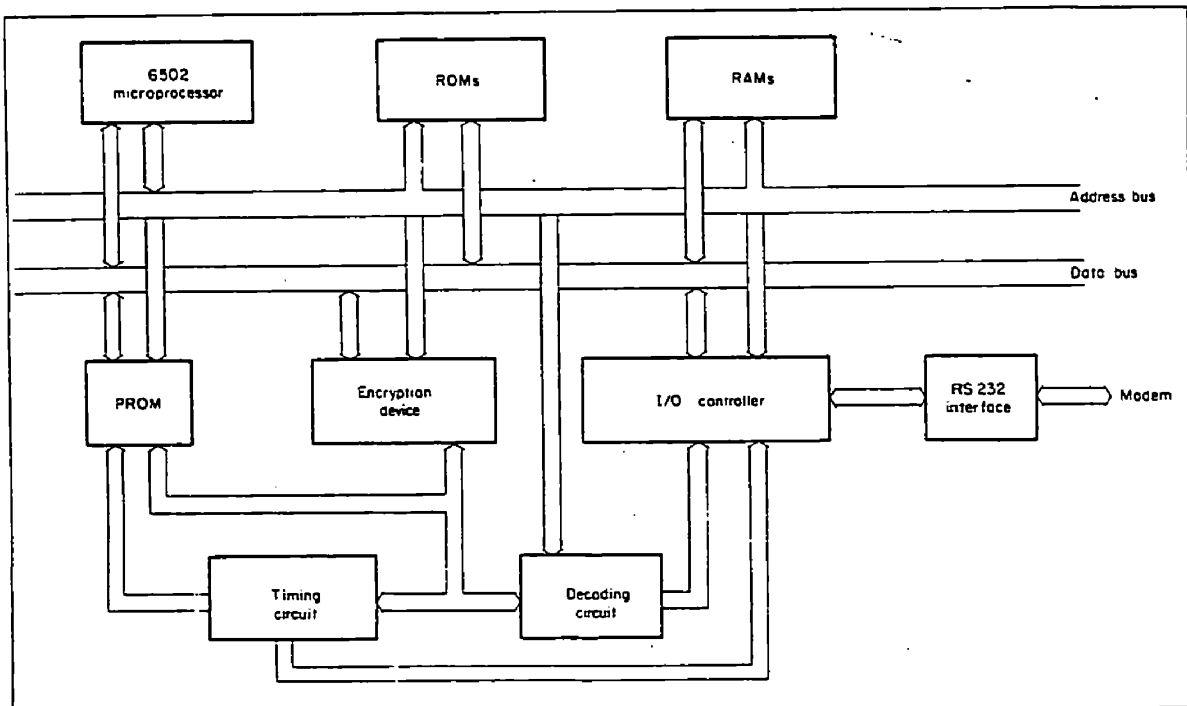 6502
microprocessor
ROMs
RAMs
Address bus
Data bus
PROM
Encryption
device
I/O controller
RS 232
interface
Modem
Timing
circuit
Decoding
circuit